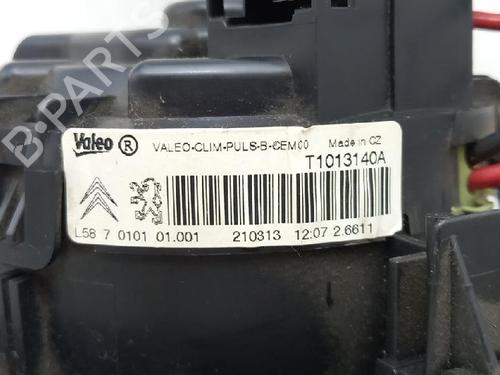 B-PARTS
Valeo ® VALEO-CLIM-PULS-B-CEM00 Made in CZ
T1013140A
L58 7 0101 01.001 210313 12:07 2.6611